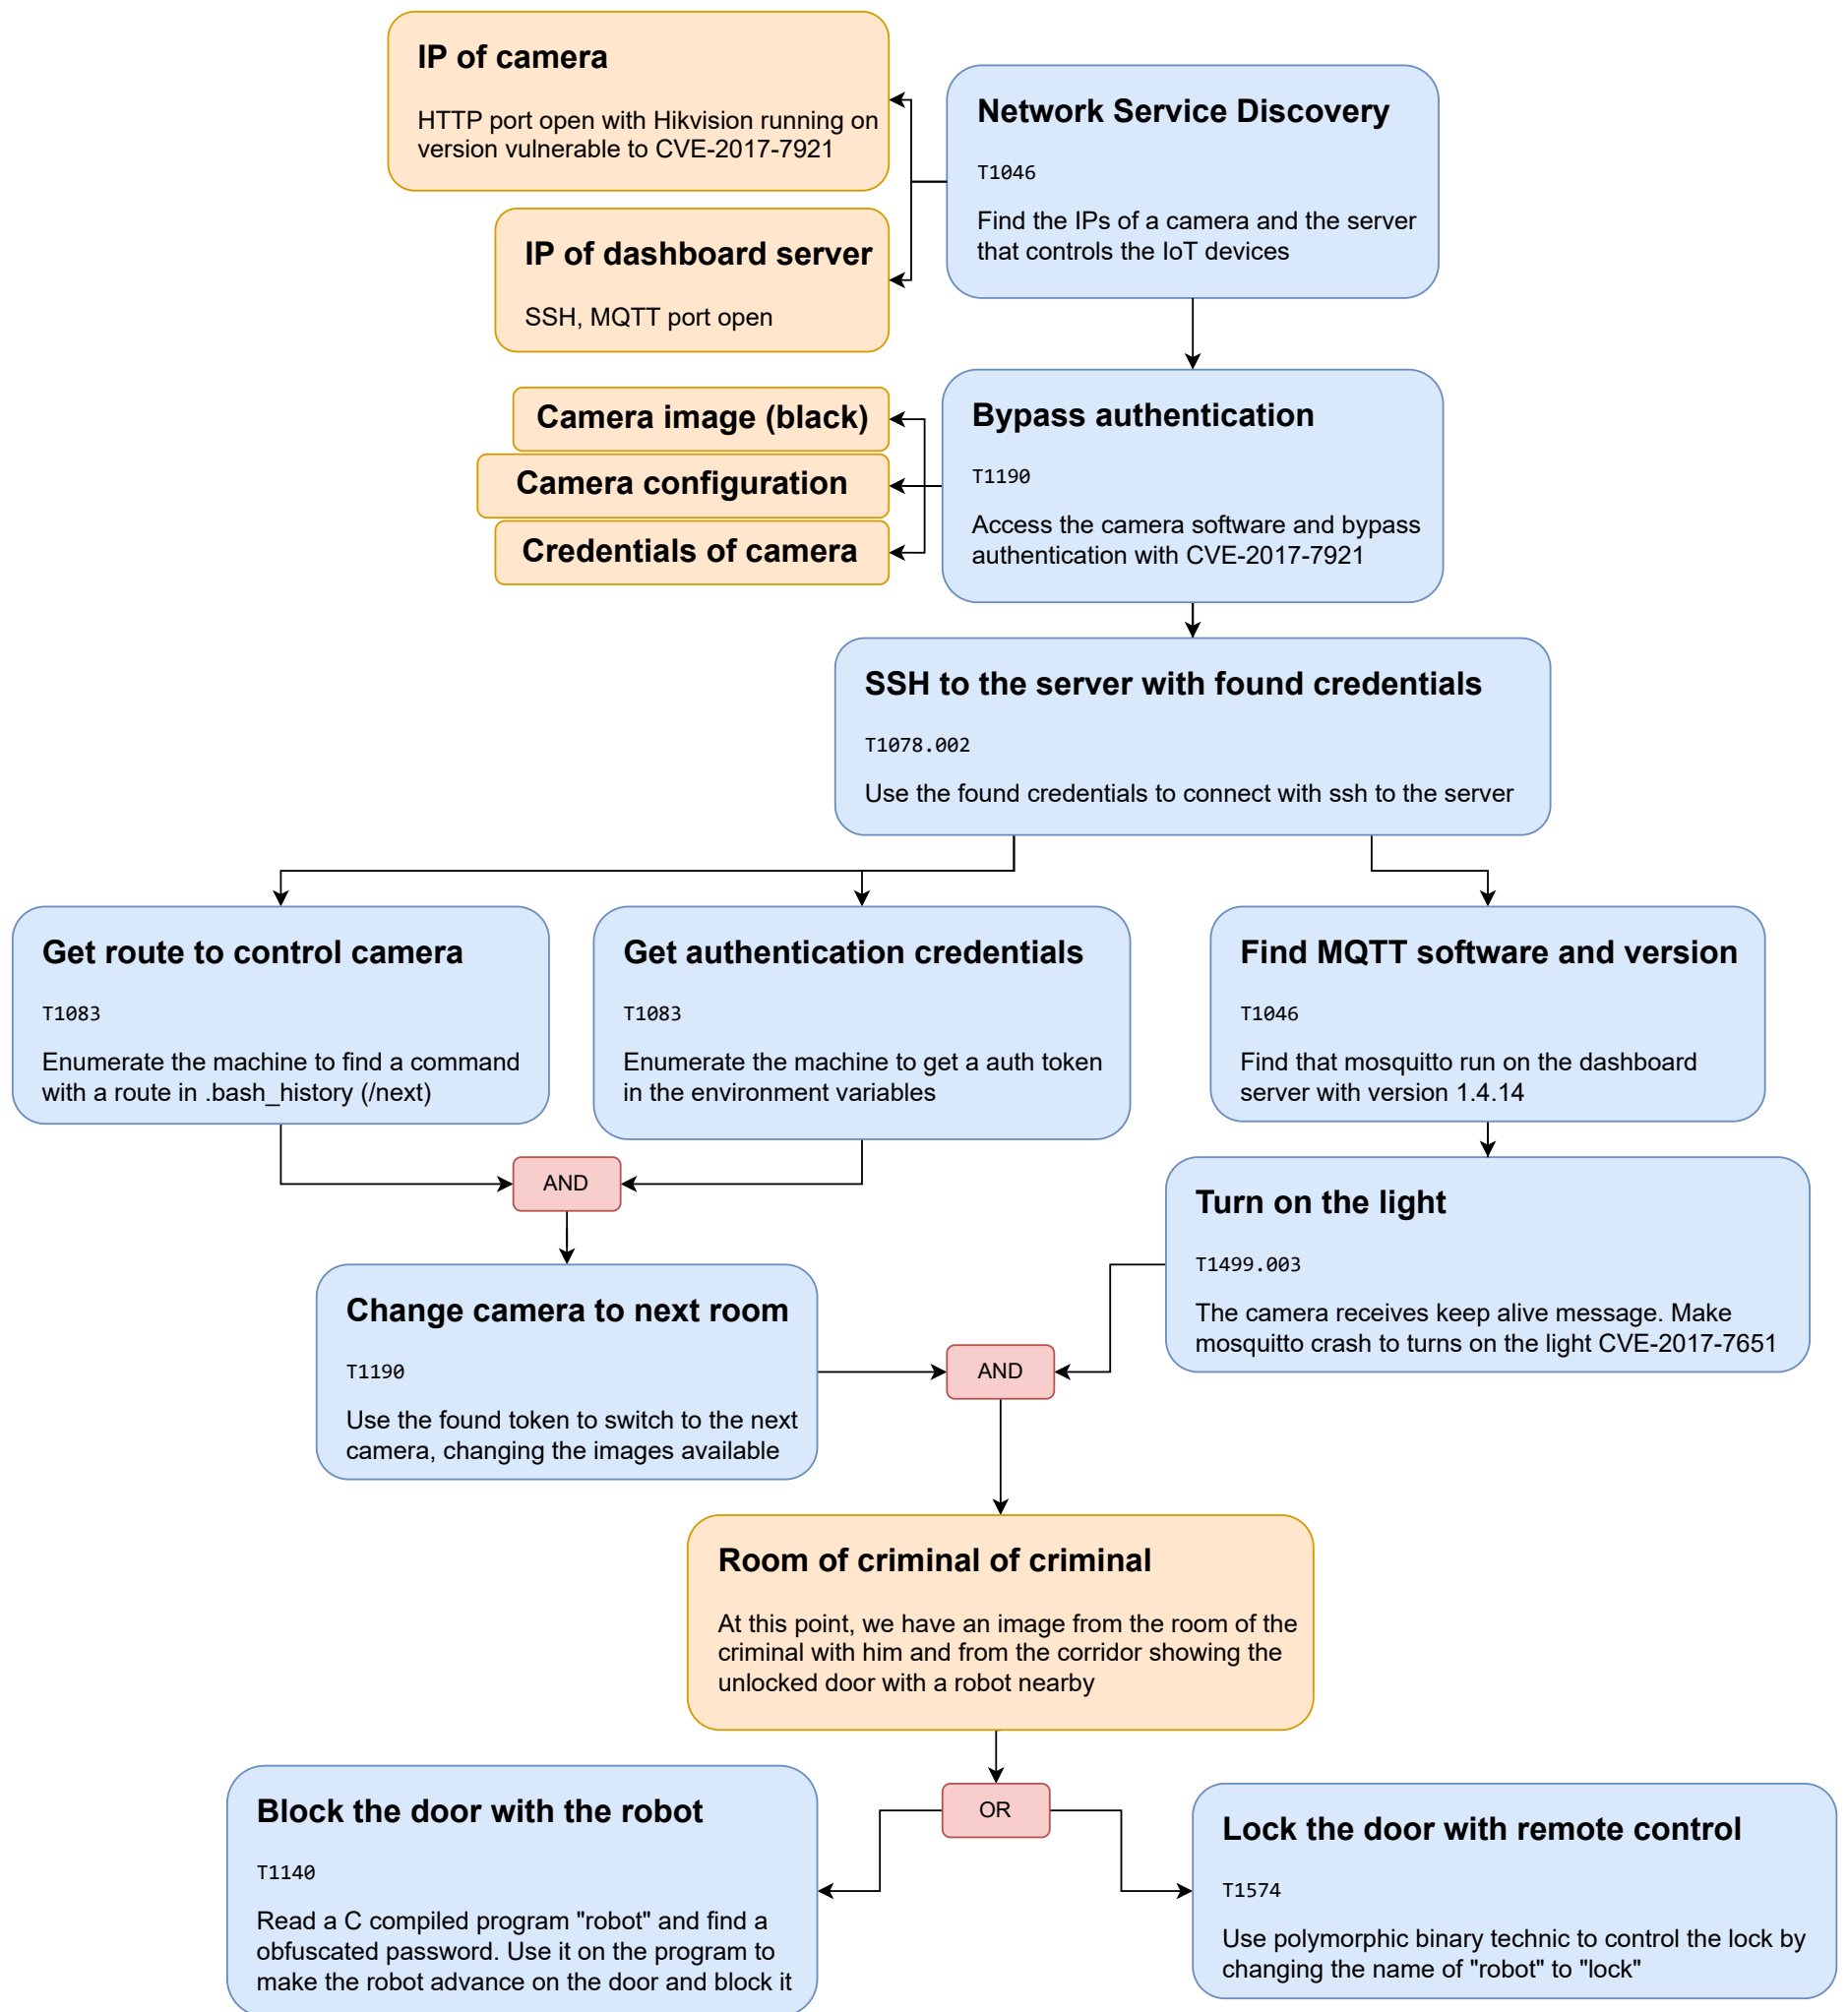 IP of camera
HTTP port open with Hikvision running on
version vulnerable to CVE-2017-7921
Network Service Discovery
T1046
Find the IPs of a camera and the server
that controls the IoT devices
IP of dashboard server
SSH, MQTT port open
Camera image (black)
Camera configuration
Credentials of camera
Bypass authentication
T1190
Access the camera software and bypass
authentication with CVE-2017-7921
SSH to the server with found credentials
T1078.002
Use the found credentials to connect with ssh to the server
Get route to control camera
T1083
Enumerate the machine to find a command
with a route in .bash_history (/next)
Get authentication credentials
T1083
Enumerate the machine to get a auth token
in the environment variables
Find MQTT software and version
T1046
Find that mosquitto run on the dashboard
server with version 1.4.14
AND
Turn on the light
T1499.003
The camera receives keep alive message. Make
mosquitto crash to turns on the light CVE-2017-7651
Change camera to next room
T1190
Use the found token to switch to the next
camera, changing the images available
AND
Room of criminal of criminal
At this point, we have an image from the room of the
criminal with him and from the corridor showing the
unlocked door with a robot nearby
OR
Block the door with the robot
T1140
Read a C compiled program "robot" and find a
obfuscated password. Use it on the program to
make the robot advance on the door and block it
Lock the door with remote control
T1574
Use polymorphic binary technic to control the lock by
changing the name of "robot" to "lock"